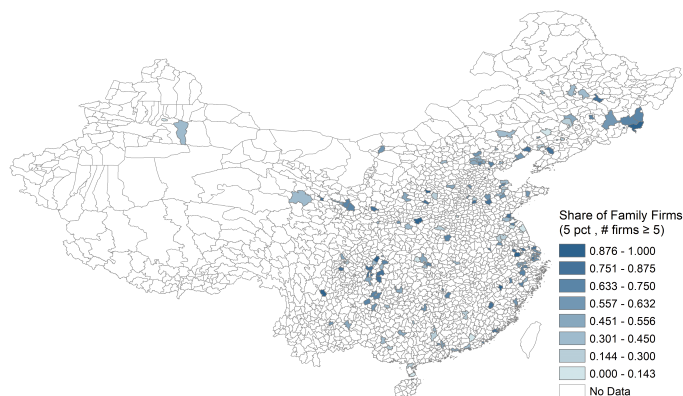 Share of Family Firms
(5 pct , # firms ≥ 5)
0.876 - 1.000
0.751 - 0.875
0.633 - 0.750
0.557 - 0.632
0.451 - 0.556
0.301 - 0.450
0.144 - 0.300
0.000 - 0.143
No Data